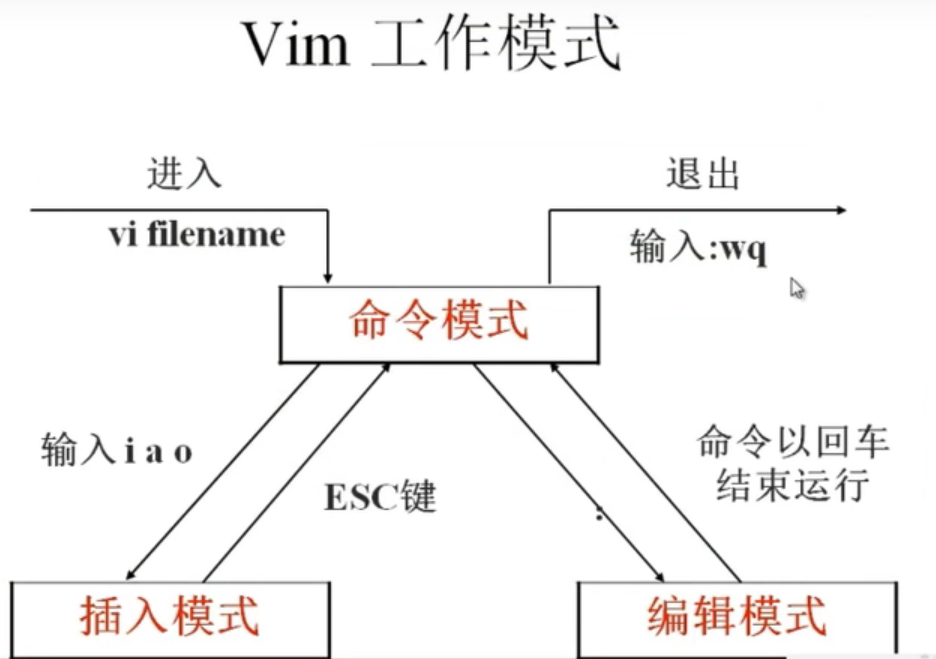 Vim 工作模式
进入
vi filename
退出
输入:wq
命令模式
输入 i a o
ESC键
:
命令以回车
结束运行
插入模式
编辑模式